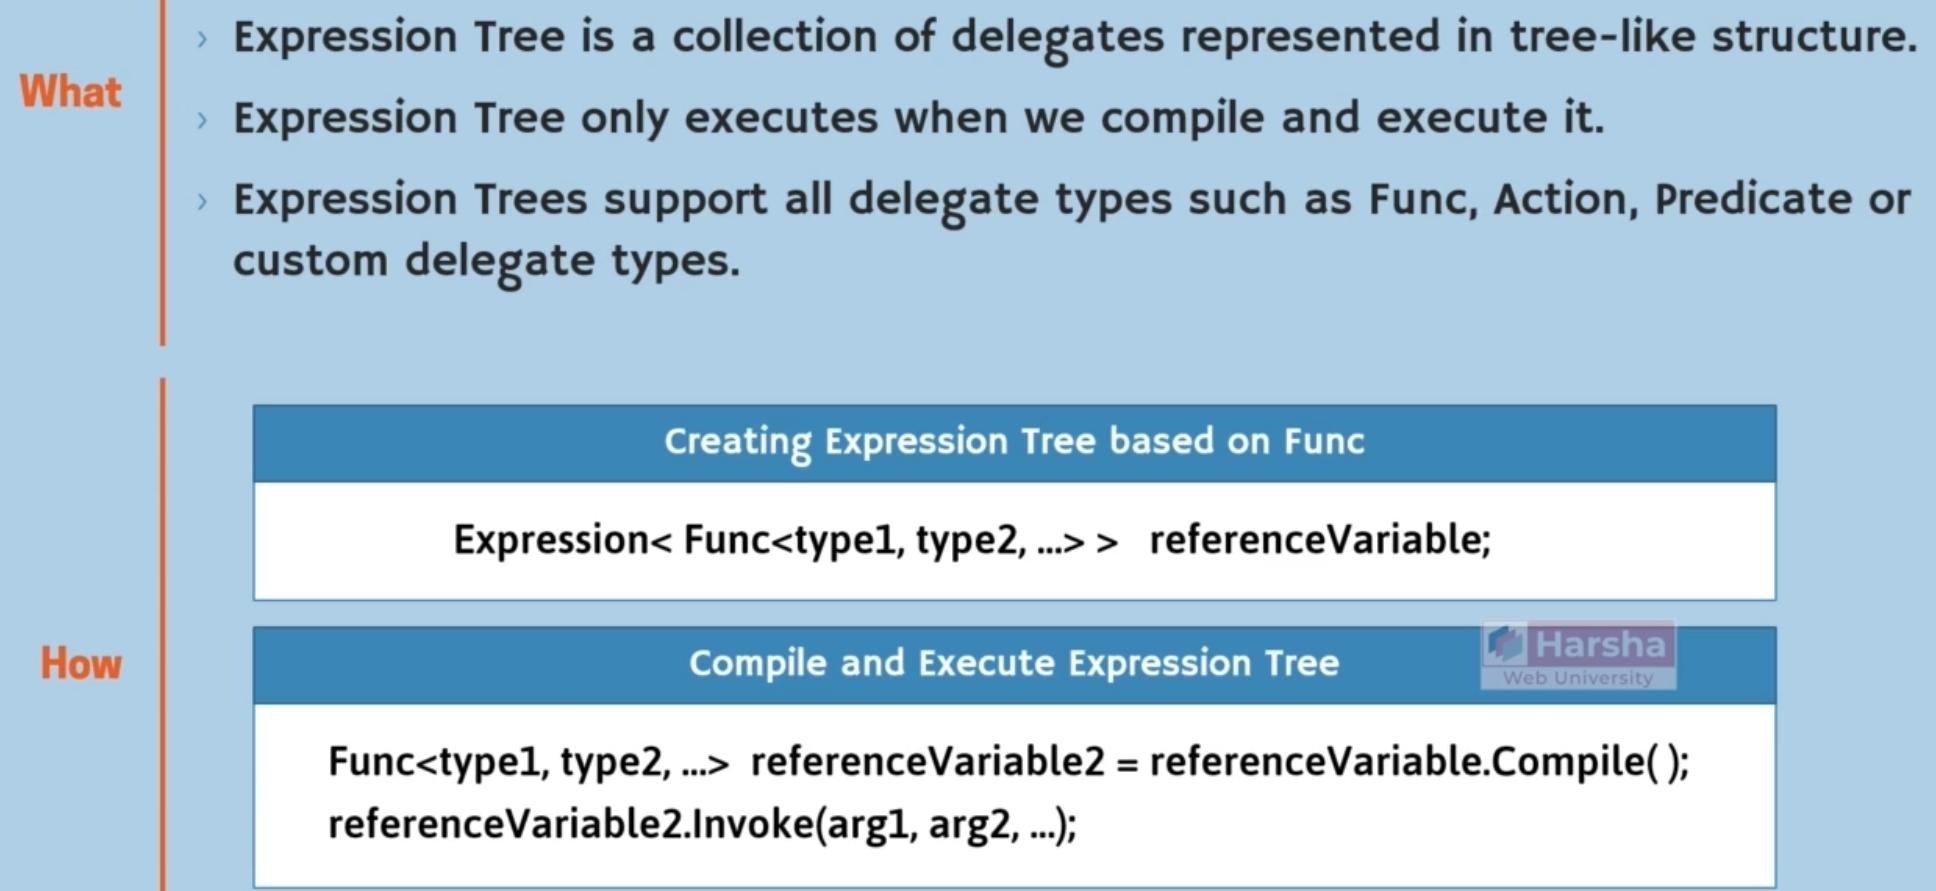 What
› Expression Tree is a collection of delegates represented in tree-like structure.
› Expression Tree only executes when we compile and execute it.
› Expression Trees support all delegate types such as Func, Action, Predicate or
custom delegate types.
How
Creating Expression Tree based on Func
Expression< Func<type1, type2, ...> > referenceVariable;
Compile and Execute Expression Tree
Harsha
Web University
Func<type1, type2, ...> referenceVariable2 = referenceVariable.Compile( );
referenceVariable2.Invoke(arg1, arg2, ...);